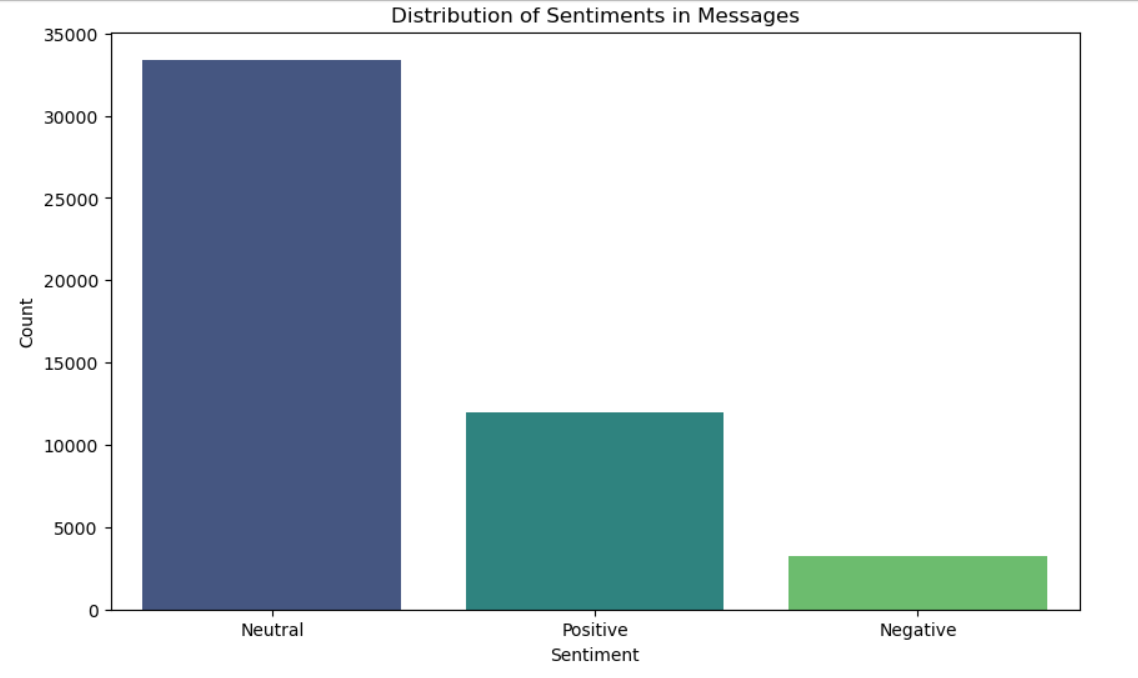 Distribution of Sentiments in Messages
35000
30000
25000
20000
15000
10000
5000
0
Count
Neutral
Positive
Negative
Sentiment